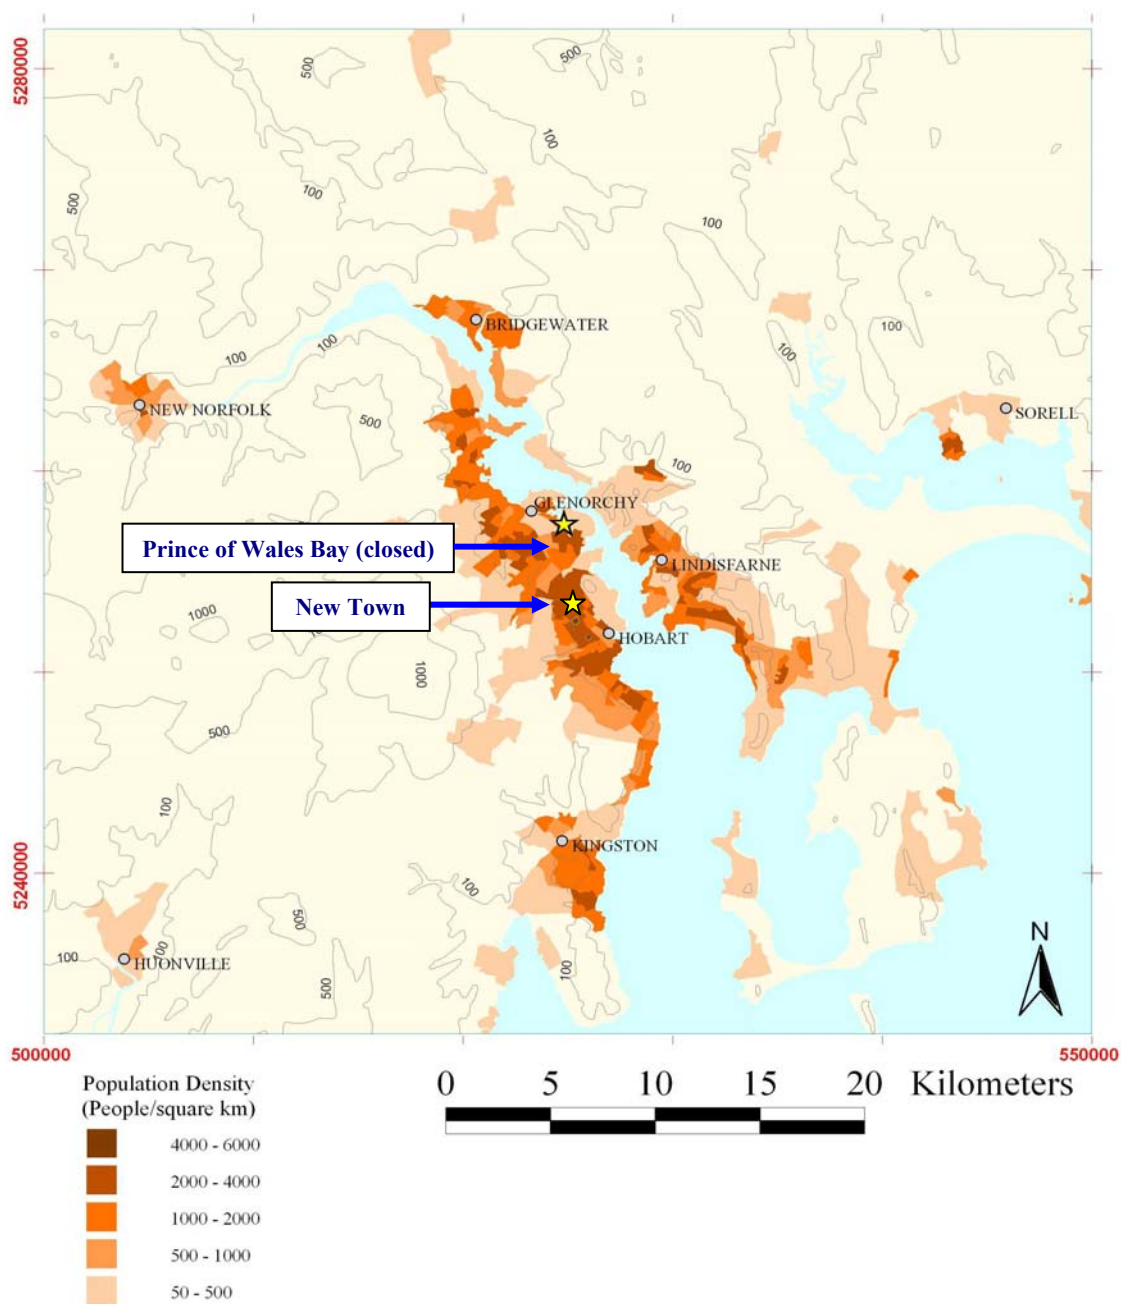 5280000
500
500
100
100
500
100
BRIDGEWATER
100
100
100
100
NEW NORFOLK
500
SORELL
100
GLENORCHY
Prince of Wales Bay (closed)
LINDISFARNE
New Town
1000
HOBART
1000
500
100
KINGSTON
5240000
100
500
N
100
100
HUONVILLE
100
500
500000
550000
Population Density
(People/square km)
0 5 10 15 20 Kilometers
4000 - 6000
2000 - 4000
1000 - 2000
500 - 1000
50 - 500